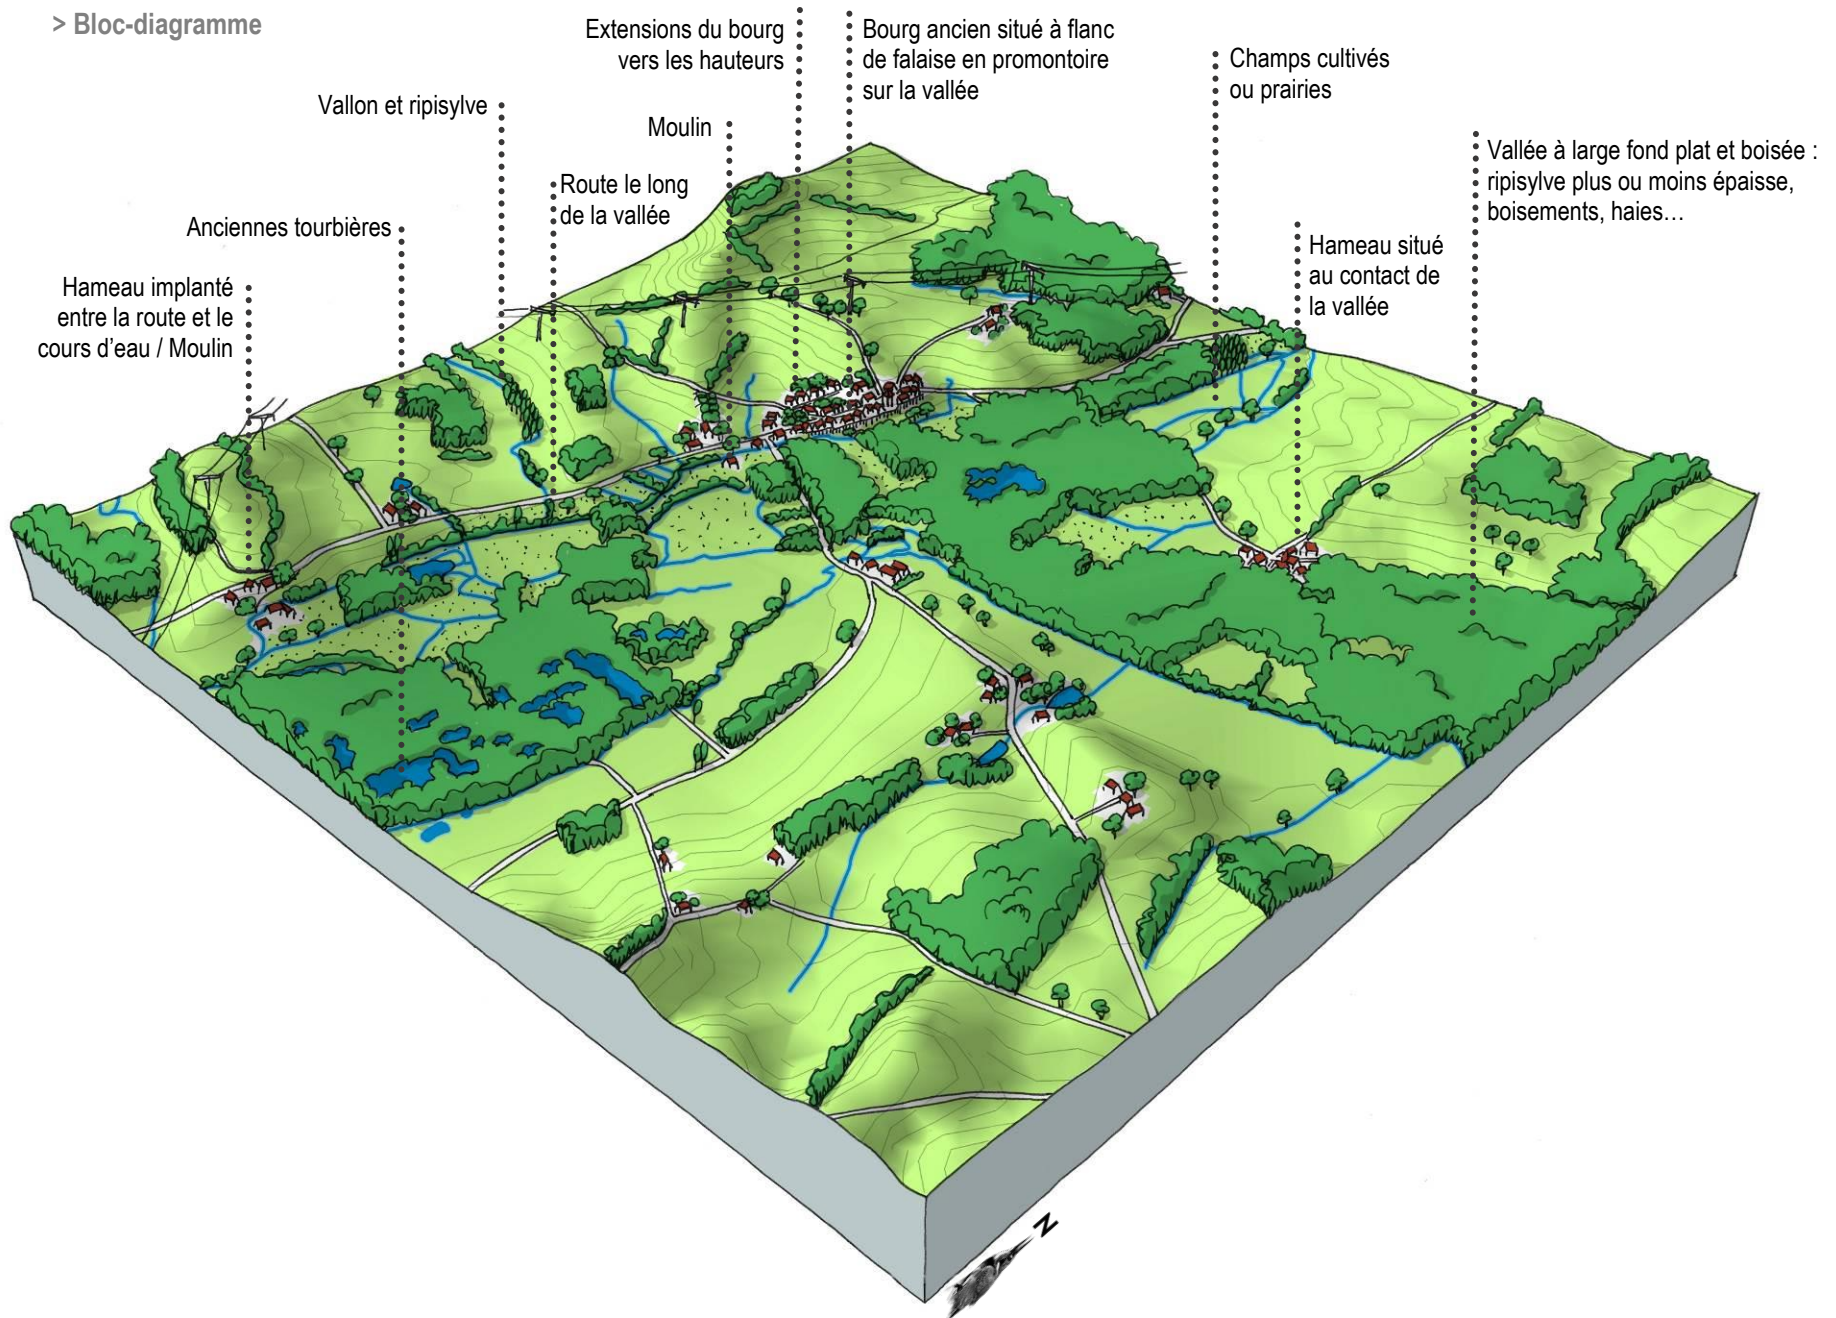 > Bloc-diagramme
Extensions du bourg
vers les hauteurs
Bourg ancien situé à flanc
de falaise en promontoire
sur la vallée
Champs cultivés
ou prairies
Vallon et ripisylve
Moulin
Vallée à large fond plat et boisée :
ripisylve plus ou moins épaisse,
boisements, haies…
Route le long
de la vallée
Anciennes tourbières
Hameau situé
au contact de
la vallée
Hameau implanté
entre la route et le
cours d'eau / Moulin
N